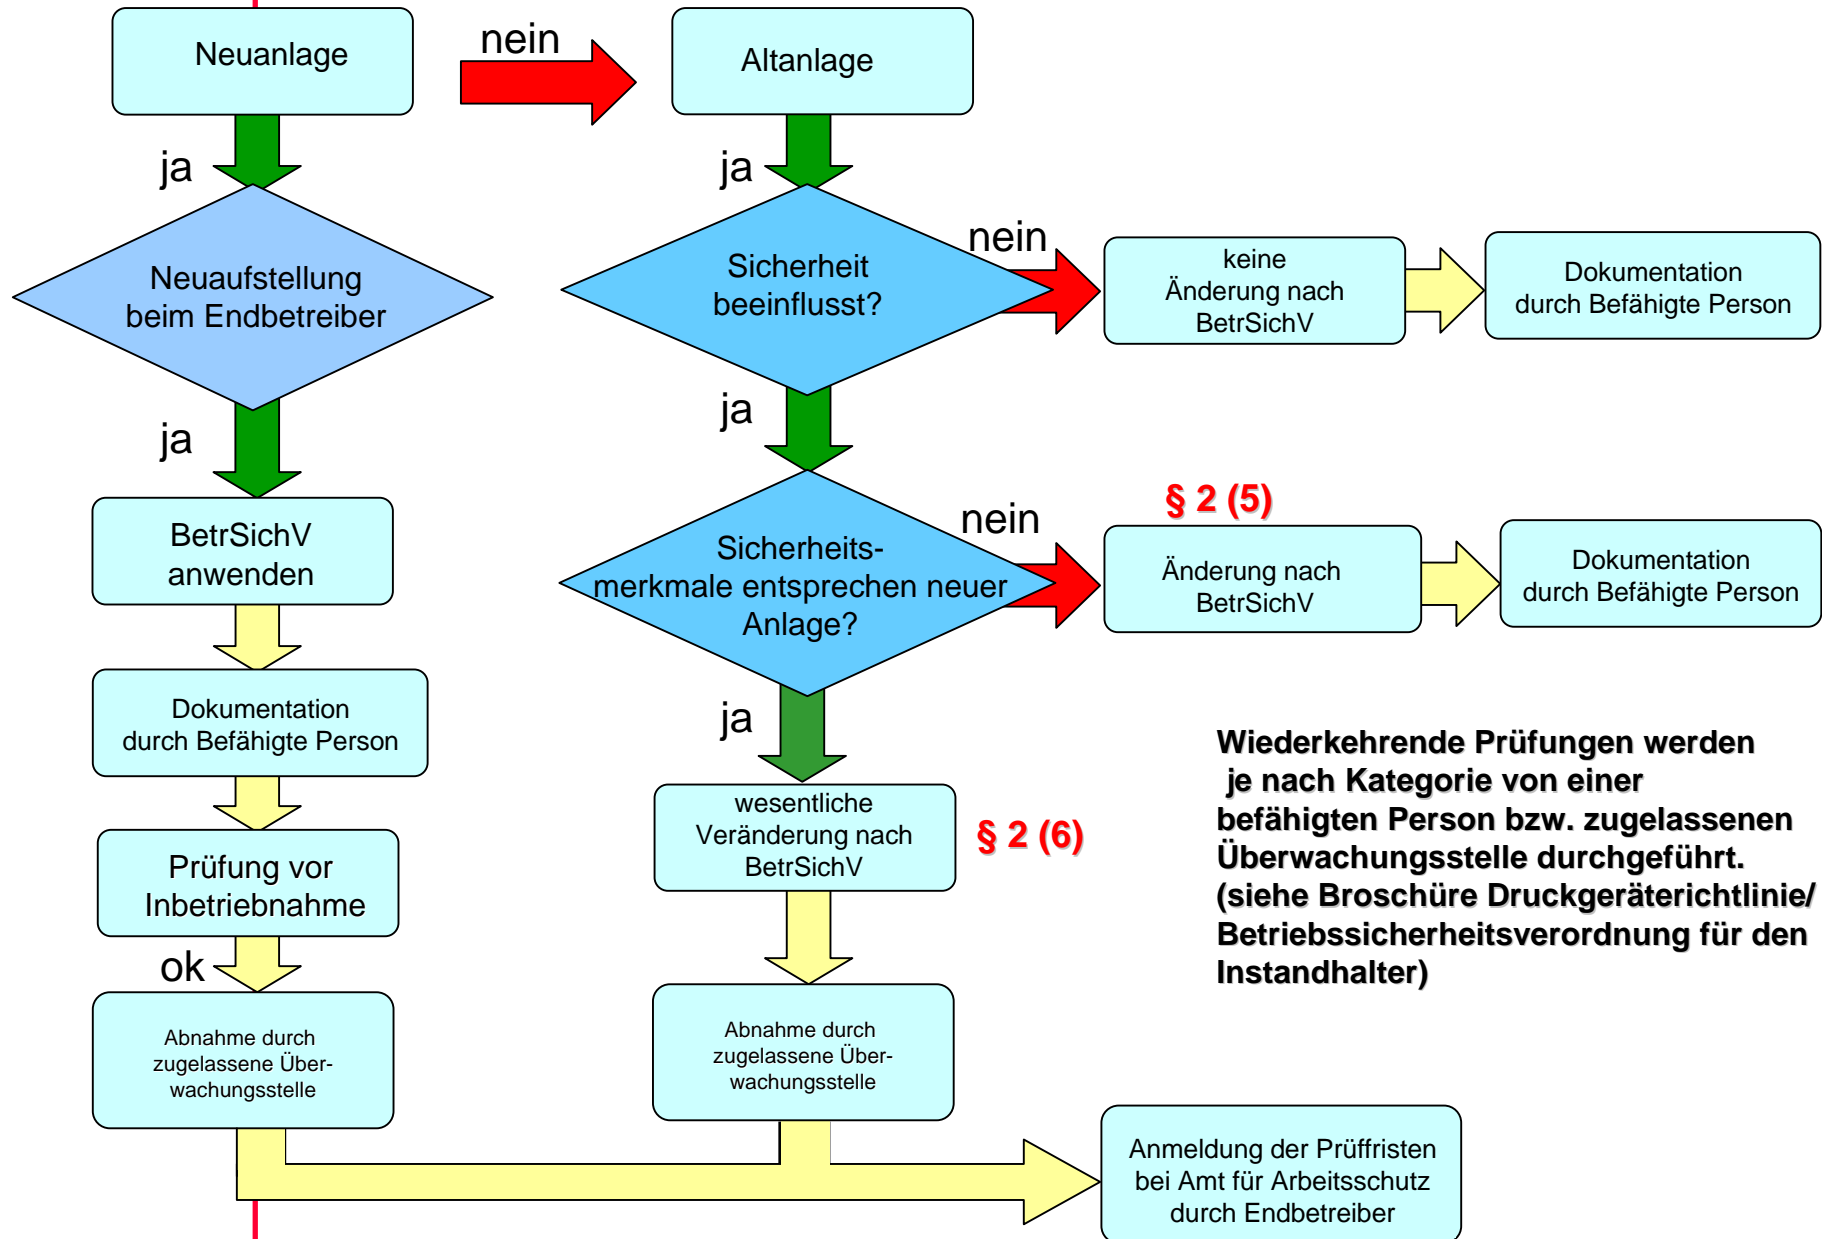 Neuanlage
nein
Altanlage
ja
Neuaufstellung
beim Endbetreiber
ja
BetrSichV
anwenden
Dokumentation
durch Befähigte Person
Prüfung vor
Inbetriebnahme
ok
Abnahme durch
zugelassene Über-
wachungsstelle
ja
Sicherheit
beeinflusst?
nein
keine
Änderung nach
BetrSichV
Dokumentation
durch Befähigte Person
ja
Sicherheits-
merkmale entsprechen neuer
Anlage?
nein
§ 2 (5)
Änderung nach
BetrSichV
Dokumentation
durch Befähigte Person
ja
wesentliche
Veränderung nach
BetrSichV
§ 2 (6)
Abnahme durch
zugelassene Über-
wachungsstelle
Wiederkehrende Prüfungen werden
je nach Kategorie von einer
befähigten Person bzw. zugelassenen
Überwachungsstelle durchgeführt.
(siehe Broschüre Druckgeräterichtlinie/
Betriebssicherheitsverordnung für den
Instandhalter)
Anmeldung der Prüffristen
bei Amt für Arbeitsschutz
durch Endbetreiber